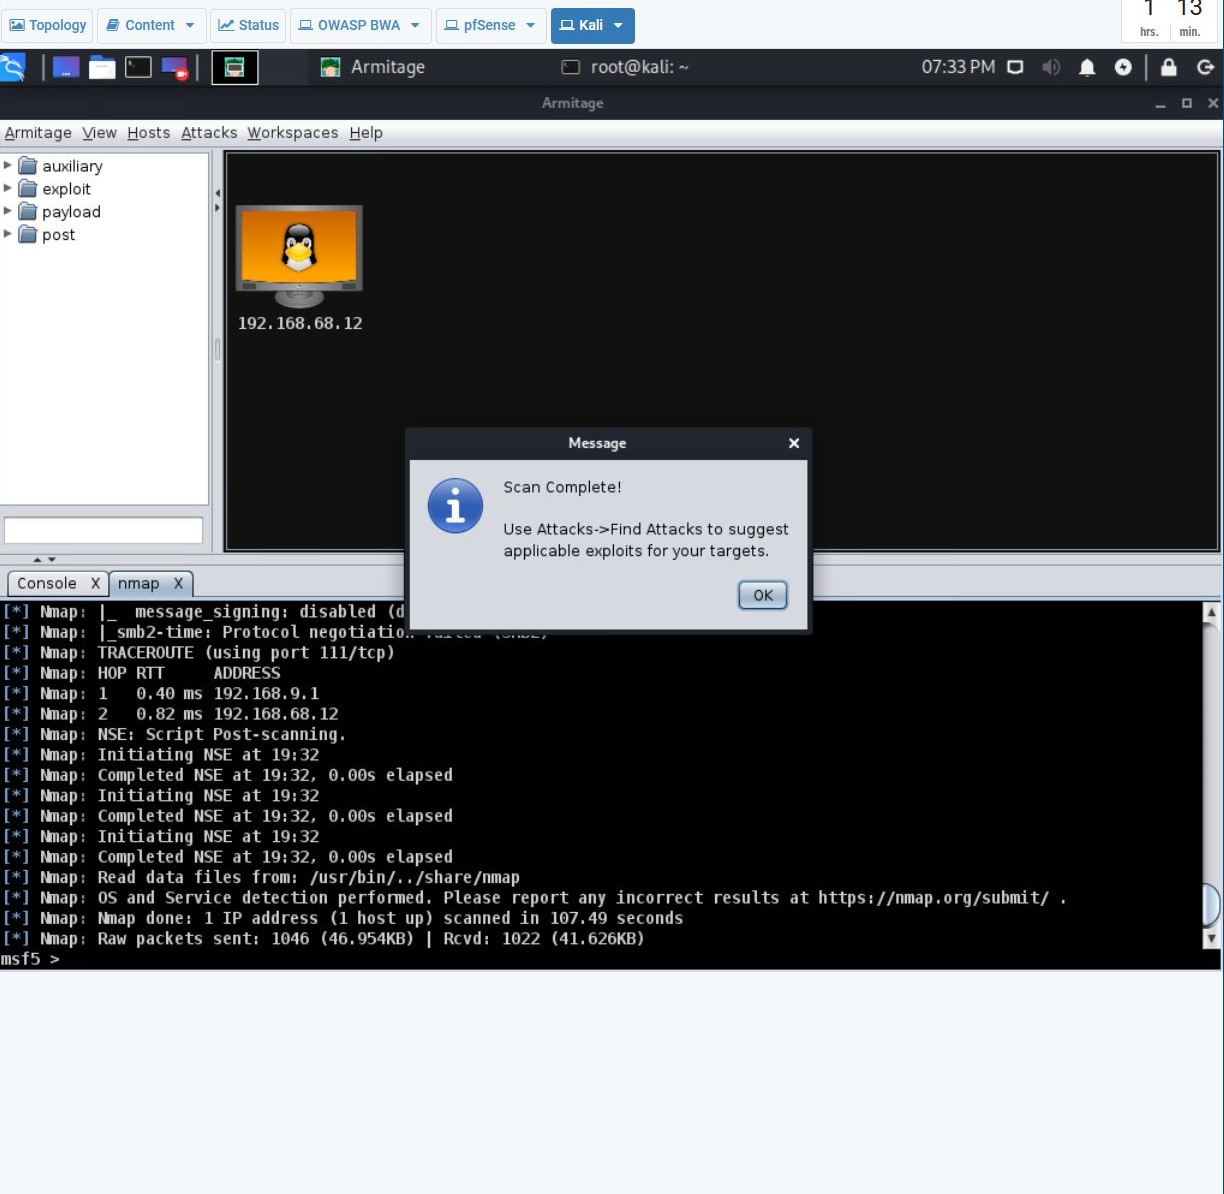 Topology Content Status OWASP BWA pfSense Kali
1 13
hrs. min.
Armitage root@kali: ~ 07:33 PM
Armitage
Armitage View Hosts Attacks Workspaces Help
auxiliary
exploit
payload
post
192.168.68.12
Message
Scan Complete!
Use Attacks->Find Attacks to suggest
applicable exploits for your targets.
OK
Console X nmap X
[*] Nmap: |_  message_signing: disabled (d
[*] Nmap: |_smb2-time: Protocol negotiation failed (SMB2)
[*] Nmap: TRACEROUTE (using port 111/tcp)
[*] Nmap: HOP RTT     ADDRESS
[*] Nmap: 1   0.40 ms 192.168.9.1
[*] Nmap: 2   0.82 ms 192.168.68.12
[*] Nmap: NSE: Script Post-scanning.
[*] Nmap: Initiating NSE at 19:32
[*] Nmap: Completed NSE at 19:32, 0.00s elapsed
[*] Nmap: Initiating NSE at 19:32
[*] Nmap: Completed NSE at 19:32, 0.00s elapsed
[*] Nmap: Initiating NSE at 19:32
[*] Nmap: Completed NSE at 19:32, 0.00s elapsed
[*] Nmap: Read data files from: /usr/bin/../share/nmap
[*] Nmap: OS and Service detection performed. Please report any incorrect results at https://nmap.org/submit/ .
[*] Nmap: Nmap done: 1 IP address (1 host up) scanned in 107.49 seconds
[*] Nmap: Raw packets sent: 1046 (46.954KB) | Rcvd: 1022 (41.626KB)
msf5 >